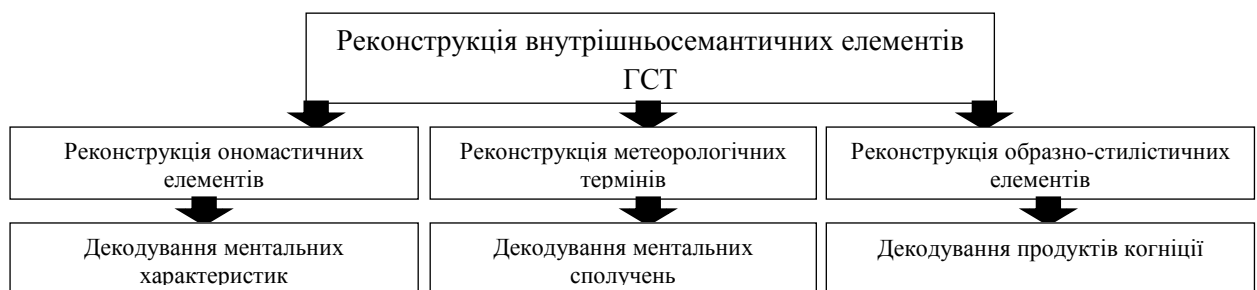 Реконструкція внутрішньосемантичних елементів
ГСТ
Реконструкція ономастичних
елементів
Реконструкція метеорологічних
термінів
Реконструкція образно-стилістичних
елементів
Декодування ментальних
характеристик
Декодування ментальних
сполучень
Декодування продуктів когніції